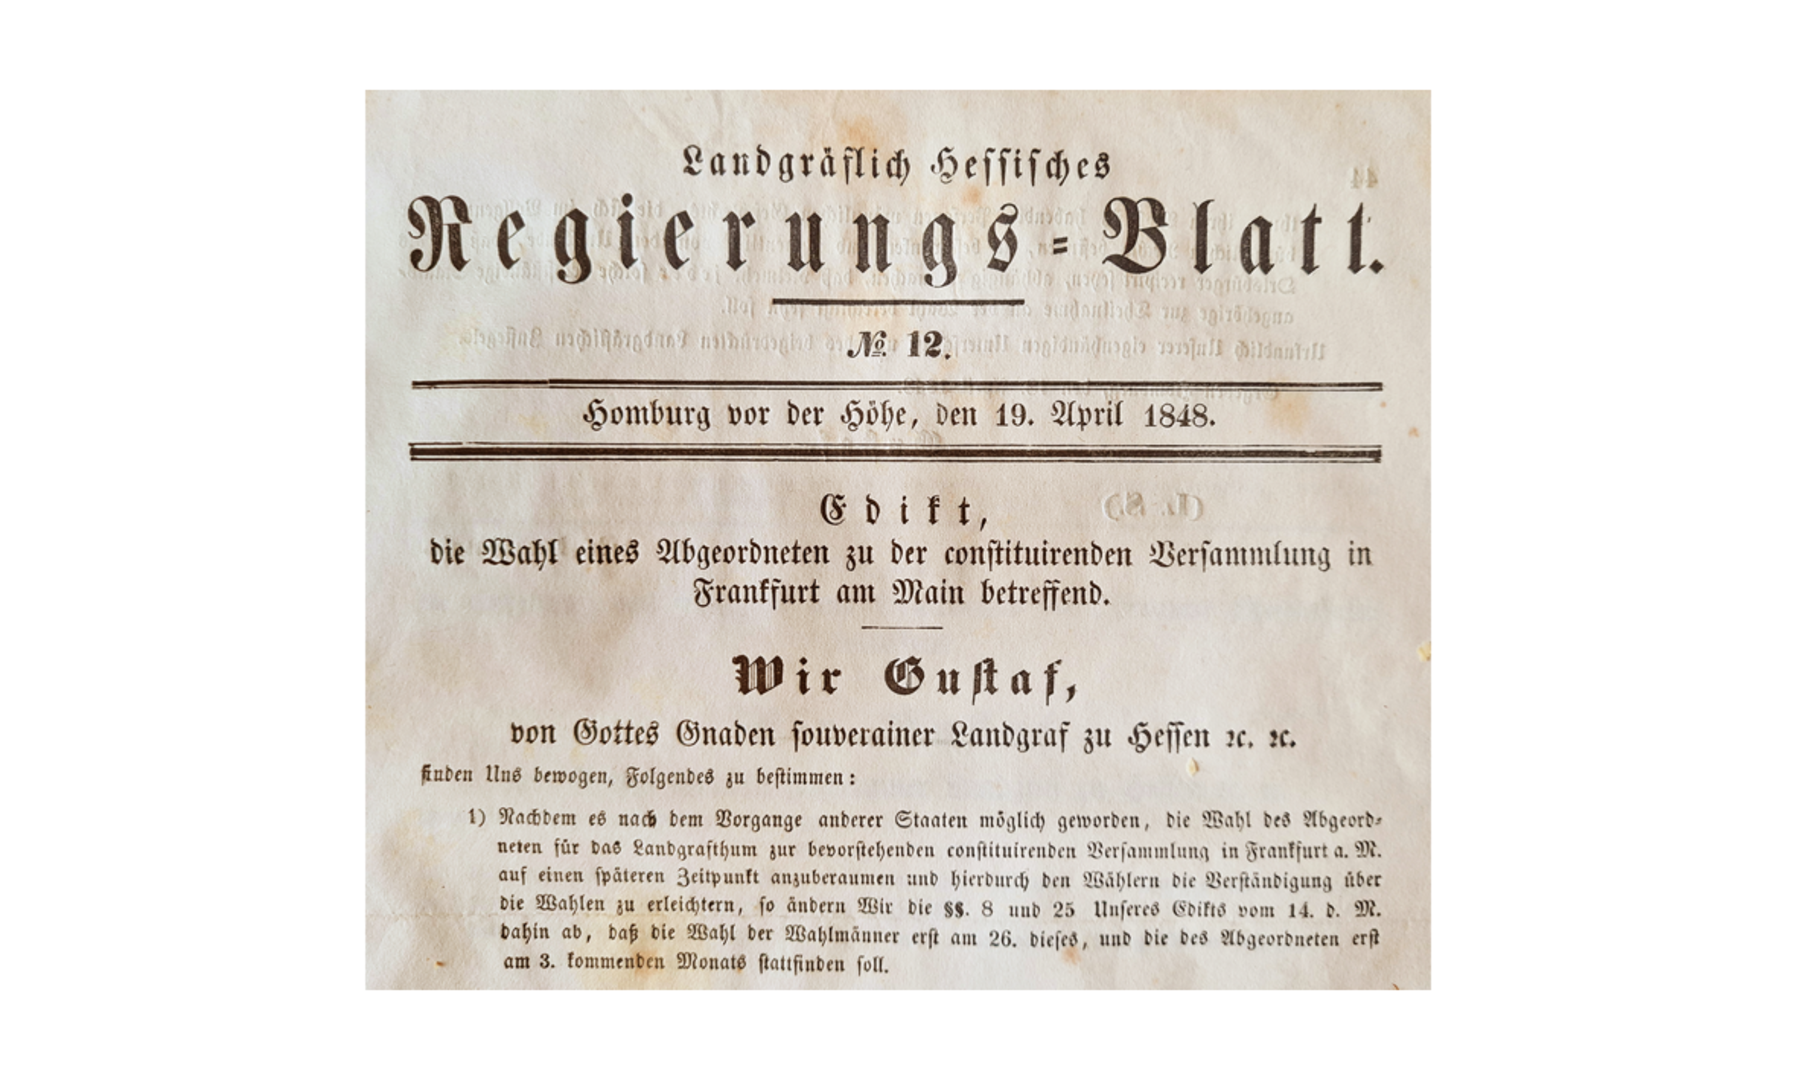 Landgräflich Hessisches
Regierungs=Blatt.
№ 12.
Homburg vor der Höhe, den 19. April 1848.
Edikt,
die Wahl eines Abgeordneten zu der constituirenden Versammlung in
Frankfurt am Main betreffend.
Wir Gustaf,
von Gottes Gnaden souverainer Landgraf zu Hessen ꝛc. ꝛc.
finden Uns bewogen, Folgendes zu bestimmen:
1) Nachdem es nach dem Vorgange anderer Staaten möglich geworden, die Wahl des Abgeord-
neten für das Landgrafthum zur bevorstehenden constituirenden Versammlung in Frankfurt a. M.
auf einen späteren Zeitpunkt anzuberaumen und hierdurch den Wählern die Verständigung über
die Wahlen zu erleichtern, so ändern Wir die §§. 8 und 25 Unseres Edikts vom 14. d. M.
dahin ab, daß die Wahl der Wahlmänner erst am 26. dieses, und die des Abgeordneten erst
am 3. kommenden Monats stattfinden soll.